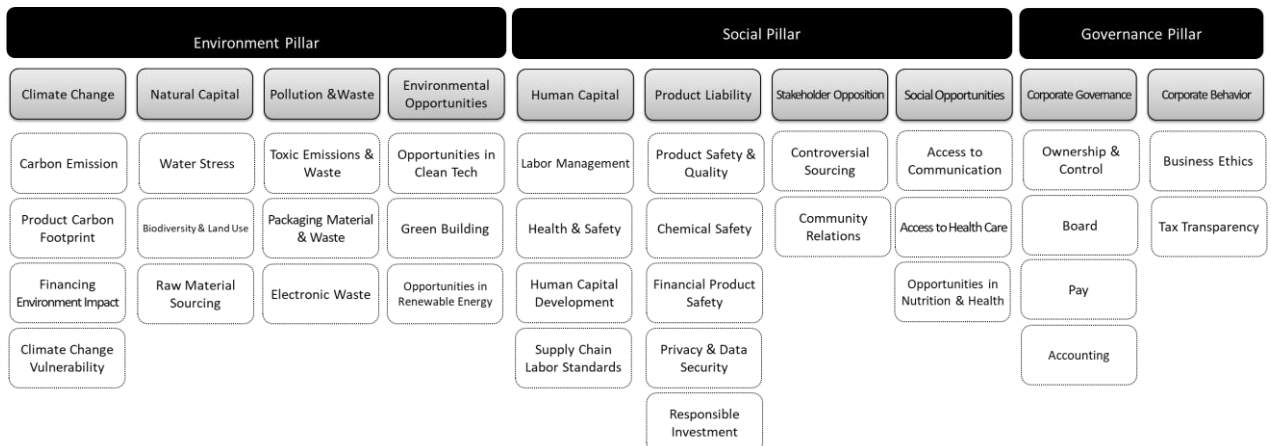 Environment Pillar
Social Pillar
Governance Pillar
Climate Change
Natural Capital
Pollution &Waste
Environmental
Opportunities
Human Capital
Product Liability
Stakeholder Opposition
Social Opportunities
Corporate Governance
Corporate Behavior
Carbon Emission
Water Stress
Toxic Emissions &
Waste
Opportunities in
Clean Tech
Labor Management
Product Safety &
Quality
Controversial
Sourcing
Access to
Communication
Ownership &
Control
Business Ethics
Product Carbon
Footprint
Biodiversity & Land Use
Packaging Material
& Waste
Green Building
Health & Safety
Chemical Safety
Community
Relations
Access to Health Care
Board
Tax Transparency
Financing
Environment Impact
Raw Material
Sourcing
Electronic Waste
Opportunities in
Renewable Energy
Human Capital
Development
Financial Product
Safety
Opportunities in
Nutrition & Health
Pay
Climate Change
Vulnerability
Supply Chain
Labor Standards
Privacy & Data
Security
Accounting
Responsible
Investment